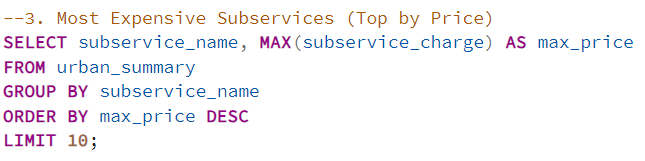 --3. Most Expensive Subservices (Top by Price)
SELECT subservice_name, MAX(subservice_charge) AS max_price
FROM urban_summary
GROUP BY subservice_name
ORDER BY max_price DESC
LIMIT 10;